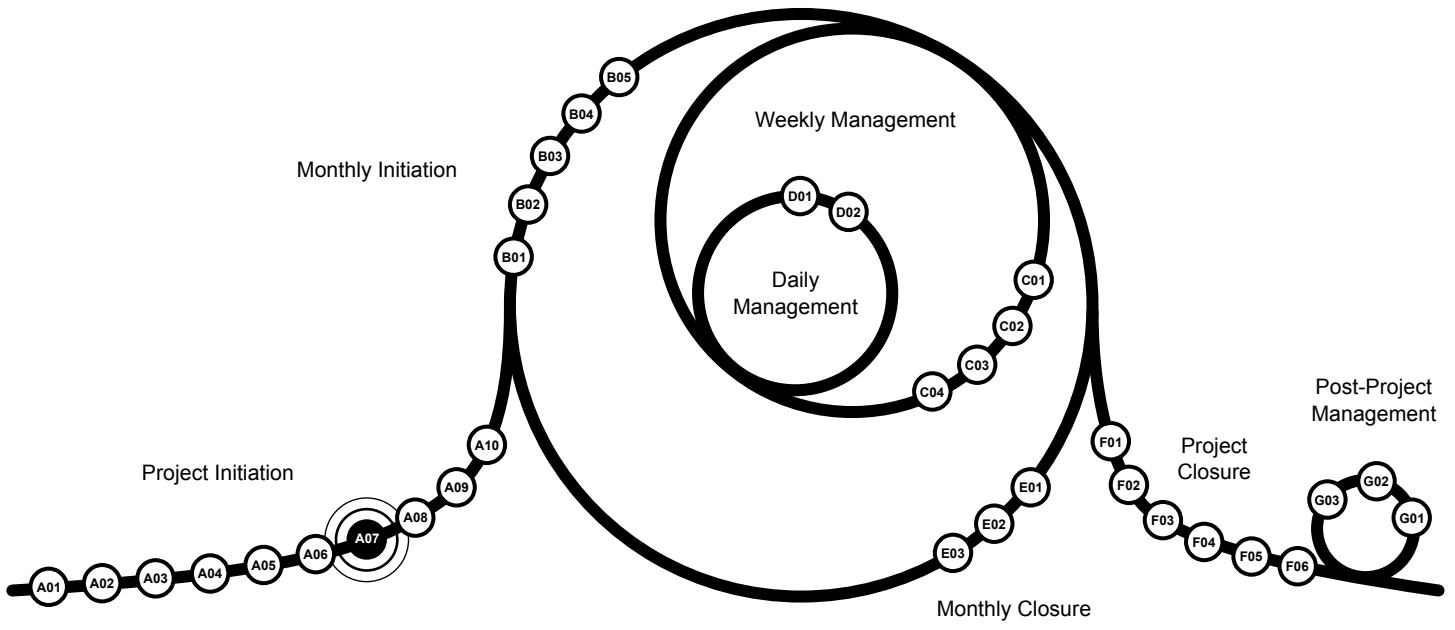 B05
B04
Weekly Management
B03
Monthly Initiation
D01
B02
D02
B01
Daily
Management
C01
C02
C03
C04
Post-Project
Management
A10
F01
Project
Closure
Project Initiation
A09
E01
F02
G02
G03
G01
A08
E02
F03
A07
F04
A06
E03
F05
A05
F06
A04
A03
A02
A01
Monthly Closure